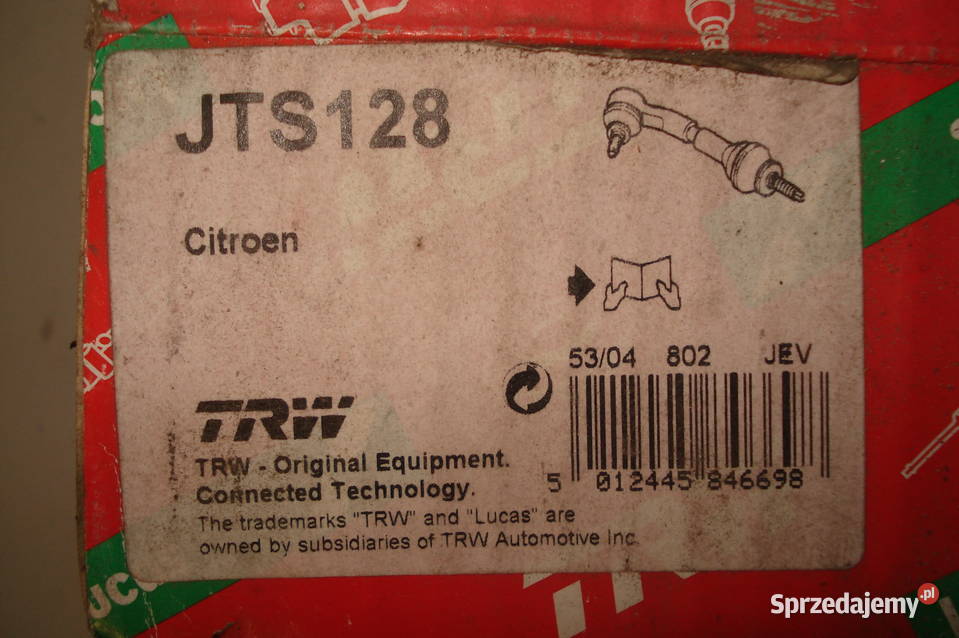 JTS128
Citroen
53/04 802 JEV
TRW
TRW - Original Equipment.
Connected Technology.
5 012445 846698
The trademarks "TRW" and "Lucas" are
owned by subsidiaries of TRW Automotive Inc.
Sprzedajemy.pl